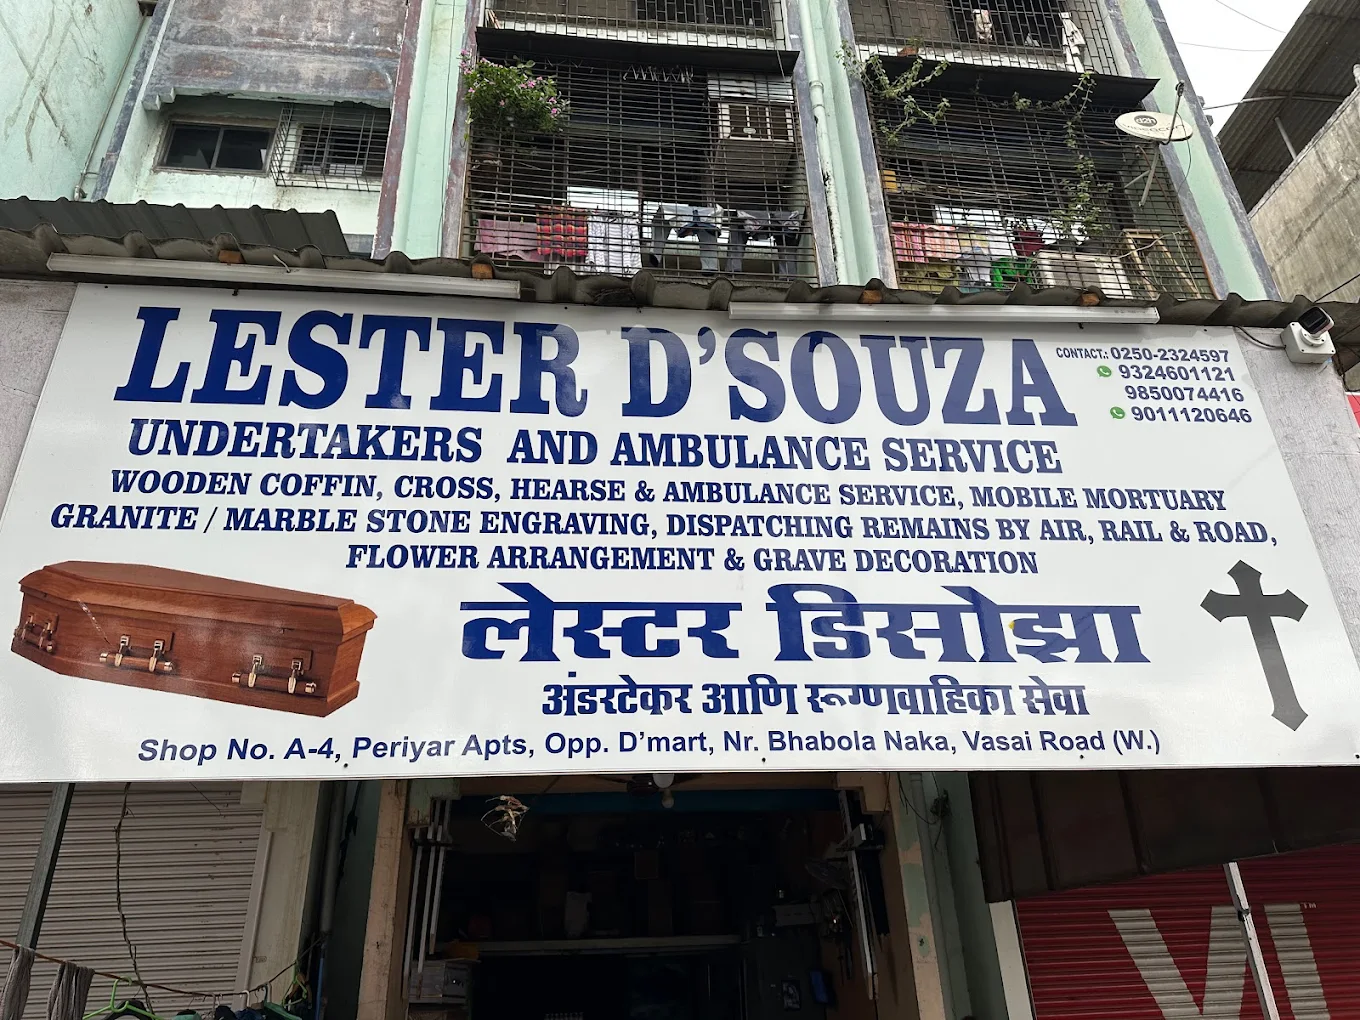 LESTER D'SOUZA
CONTACT.: 0250-2324597
9324601121
9850074416
9011120646
UNDERTAKERS AND AMBULANCE SERVICE
WOODEN COFFIN, CROSS, HEARSE & AMBULANCE SERVICE, MOBILE MORTUARY
GRANITE / MARBLE STONE ENGRAVING, DISPATCHING REMAINS BY AIR, RAIL & ROAD,
FLOWER ARRANGEMENT & GRAVE DECORATION
लेस्टर डिसोझा
अंडरटेकर आणि रूग्णवाहिका सेवा
Shop No. A-4, Periyar Apts, Opp. D'mart, Nr. Bhabola Naka, Vasai Road (W.)
d2h
VI